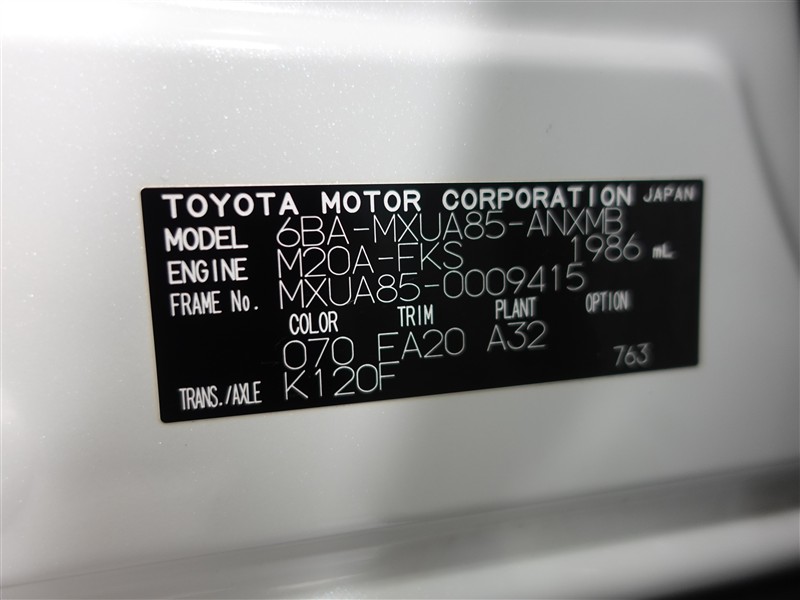 TOYOTA MOTOR CORPORATION JAPAN
MODEL 6BA-MXUA85-ANXMB
ENGINE M20A-FKS 1986 mL
FRAME No. MXUA85-0009415
COLOR TRIM PLANT OPTION
070 EA20 A32
TRANS./AXLE K120F 763